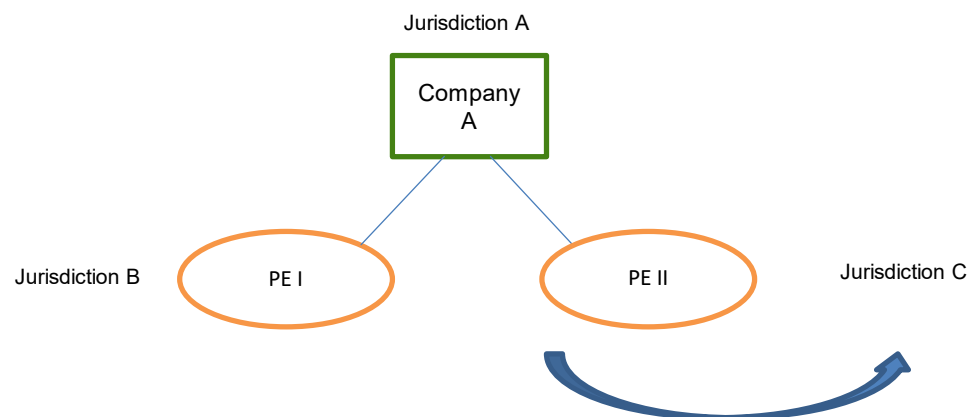 Jurisdiction A
Company
A
Jurisdiction B
PE I
PE II
Jurisdiction C